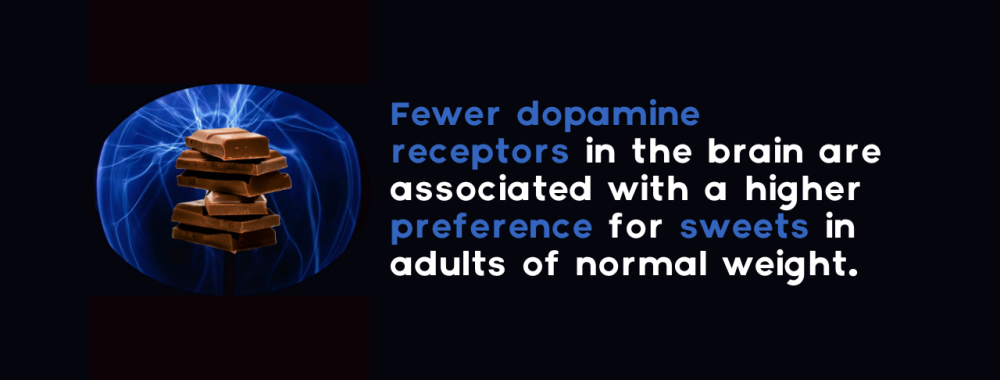 Fewer dopamine
receptors in the brain are
associated with a higher
preference for sweets in
adults of normal weight.